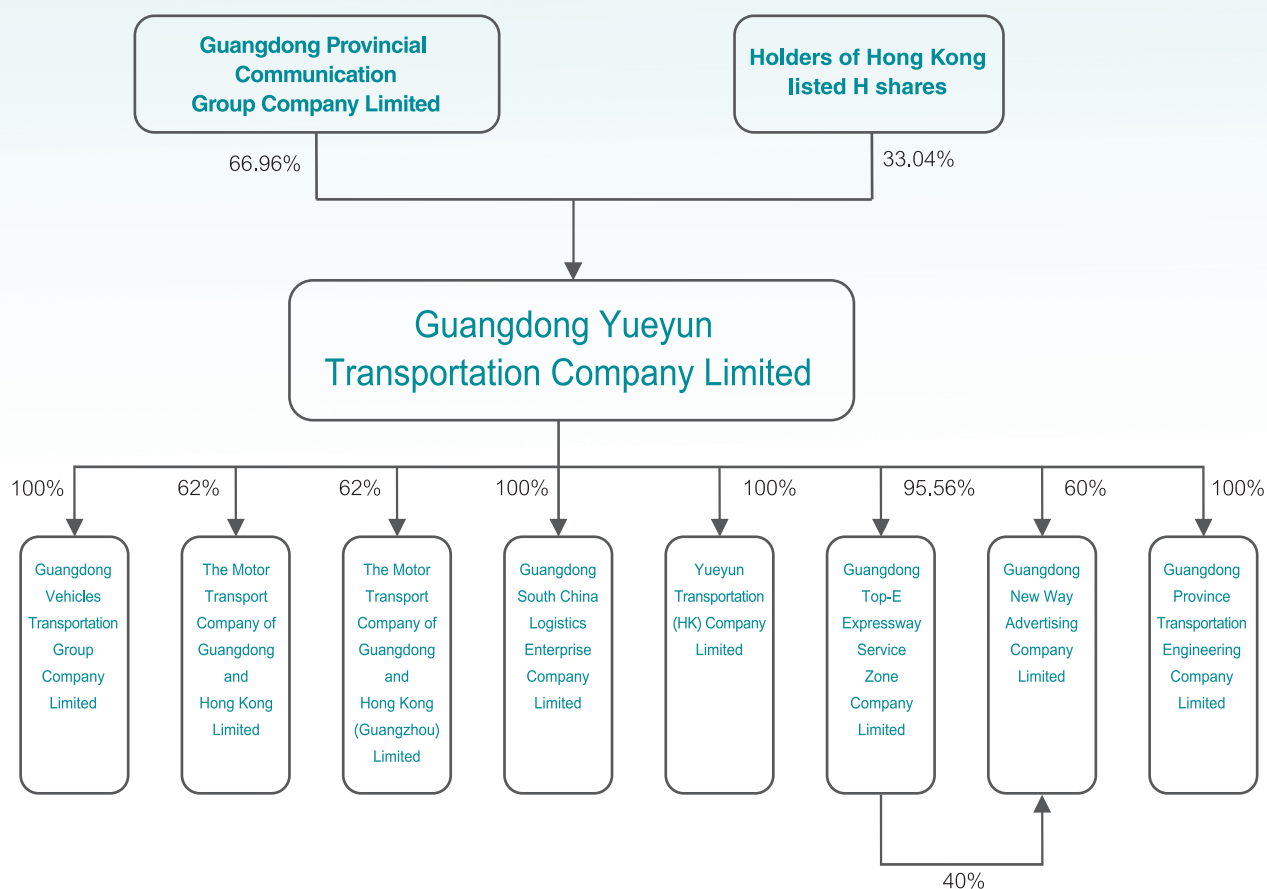 Guangdong Provincial
Communication
Group Company Limited
Holders of Hong Kong
listed H shares
66.96%
33.04%
Guangdong Yueyun
Transportation Company Limited
100%
62%
62%
100%
100%
95.56%
60%
100%
Guangdong
Vehicles
Transportation
Group
Company
Limited
The Motor
Transport
Company of
Guangdong
and
Hong Kong
Limited
The Motor
Transport
Company of
Guangdong
and
Hong Kong
(Guangzhou)
Limited
Guangdong
South China
Logistics
Enterprise
Company
Limited
Yueyun
Transportation
(HK) Company
Limited
Guangdong
Top-E
Expressway
Service
Zone
Company
Limited
Guangdong
New Way
Advertising
Company
Limited
Guangdong
Province
Transportation
Engineering
Company
Limited
40%